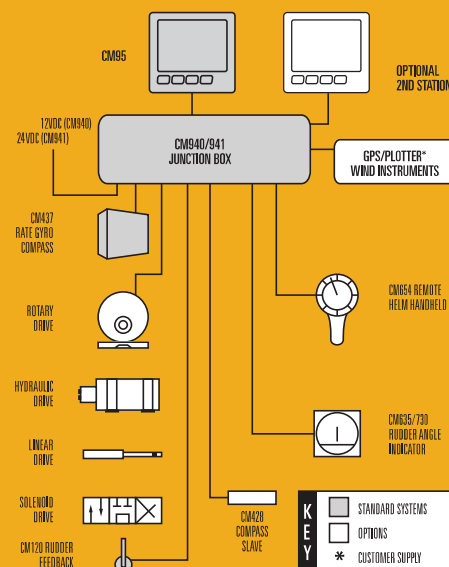 CM95
OPTIONAL
2ND STATION
12VDC (CM940)
24VDC (CM941)
CM940/941
JUNCTION BOX
GPS/PLOTTER*
WIND INSTRUMENTS
CM437
RATE GYRO
COMPASS
CM654 REMOTE
HELM HANDHELD
ROTARY
DRIVE
HYDRAULIC
DRIVE
CM635/730
RUDDER ANGLE
INDICATOR
LINEAR
DRIVE
SOLENOID
DRIVE
CM428
COMPASS
SLAVE
CM120 RUDDER
FEEDBACK
KEY
STANDARD SYSTEMS
OPTIONS
* CUSTOMER SUPPLY